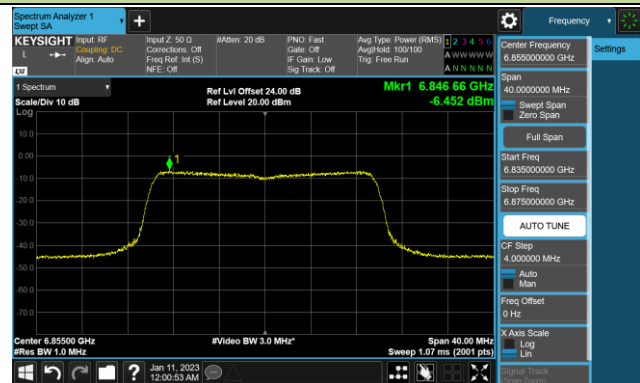 Spectrum Analyzer 1
Swept SA
+
Frequency
KEYSIGHT
L
LXI
Input: RF
Coupling: DC
Align: Auto
Input Z: 50 Ω
Corrections: Off
Freq Ref: Int (S)
NFE: Off
#Atten: 20 dB
PNO: Fast
Gate: Off
IF Gain: Low
Sig Track: Off
Avg Type: Power (RMS)
Avg|Hold: 100/100
Trig: Free Run
1 2 3 4 5 6
A W W W W W
A N N N N N
1 Spectrum
Scale/Div 10 dB
Log
Ref Lvl Offset 24.00 dB
Ref Level 20.00 dBm
Mkr1 6.846 66 GHz
-6.452 dBm
10.0
0.00
-10.0
-20.0
-30.0
-40.0
-50.0
-60.0
-70.0
1
Center 6.85500 GHz
#Res BW 1.0 MHz
#Video BW 3.0 MHz*
Span 40.00 MHz
Sweep 1.07 ms (2001 pts)
Center Frequency
6.855000000 GHz
Settings
Span
40.0000000 MHz
Swept Span
Zero Span
Full Span
Start Freq
6.835000000 GHz
Stop Freq
6.875000000 GHz
AUTO TUNE
CF Step
4.000000 MHz
Auto
Man
Freq Offset
0 Hz
X Axis Scale
Log
Lin
Signal Track
(Span Zoom)
?
Jan 11, 2023
12:00:53 AM